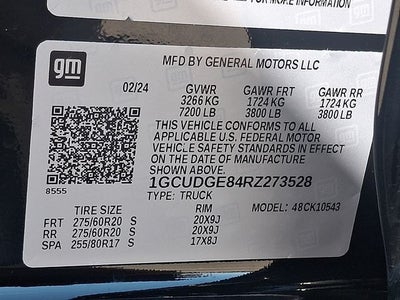 FOR MORE INFORMATION
gm
MFD BY GENERAL MOTORS LLC
02/24 GVWR GAWR FRT GAWR RR
3266 KG 1724 KG 1724 KG
7200 LB 3800 LB 3800 LB
THIS VEHICLE CONFORMS TO ALL
APPLICABLE U.S. FEDERAL MOTOR
VEHICLE SAFETY STANDARDS IN EFFECT
ON THE DATE OF MANUFACTURE
SHOWN ABOVE.
8555
1GCUDGE84RZ273528
TYPE: TRUCK MODEL: 48CK10543
TIRE SIZE RIM
FRT 275/60R20 S 20X9J
RR 275/60R20 S 20X9J
SPA 255/80R17 S 17X8J